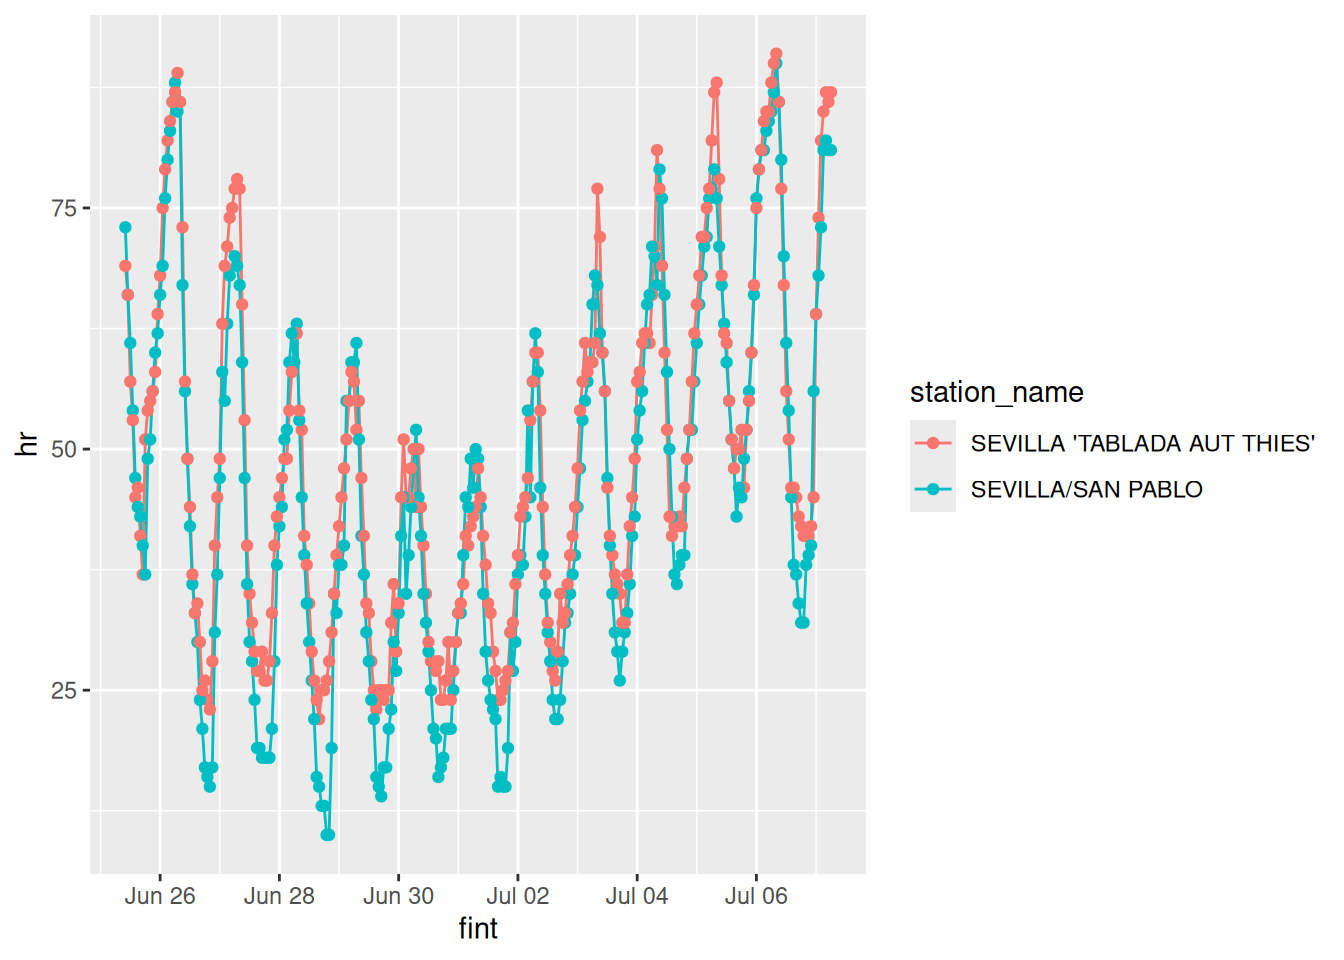 75
50
25
hr
Jun 26
Jun 28
Jun 30
Jul 02
Jul 04
Jul 06
fint
station_name
SEVILLA 'TABLADA AUT THIES'
SEVILLA/SAN PABLO